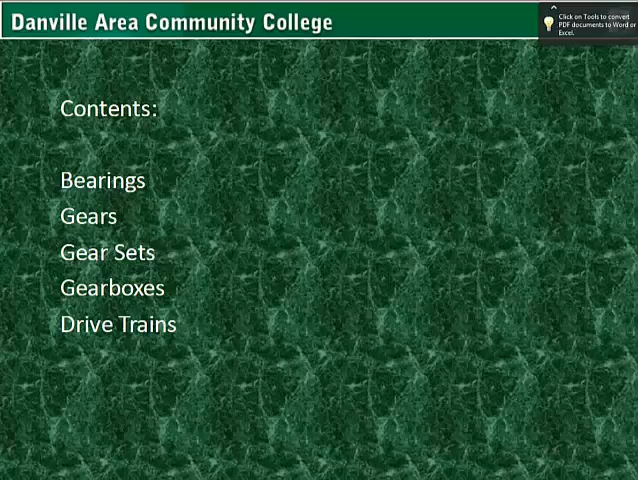 Danville Area Community College
Click on Tools to convert
PDF documents to Word or
Excel.
Contents:
Bearings
Gears
Gear Sets
Gearboxes
Drive Trains